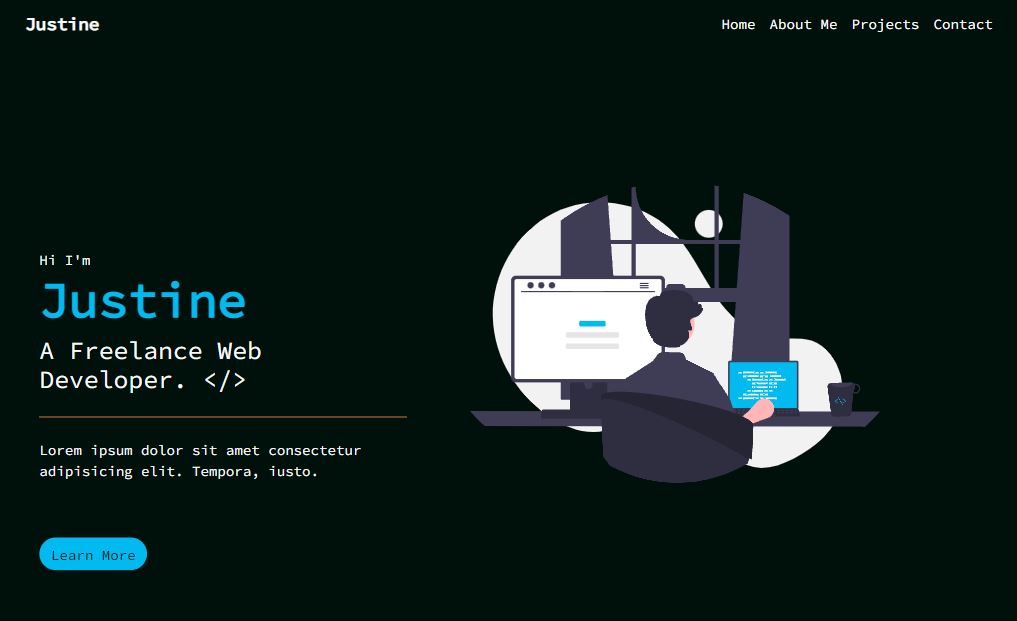 Justine
Home About Me Projects Contact
Hi I'm
Justine
A Freelance Web
Developer. </>
Lorem ipsum dolor sit amet consectetur
adipisicing elit. Tempora, iusto.
Learn More